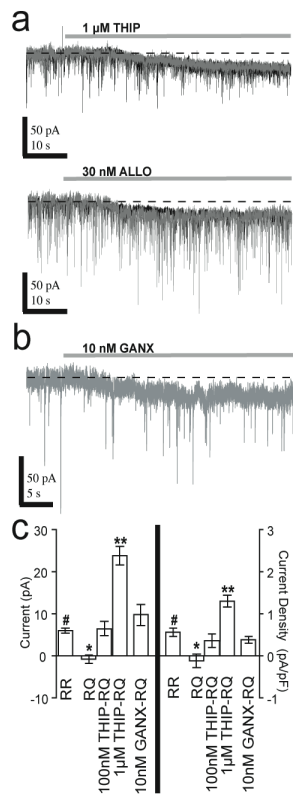 a
1 µM THIP
50 pA
10 s
30 nM ALLO
50 pA
10 s
b
10 nM GANX
50 pA
5 s
c
30
20
10
0
-10
Current (pA)
#
*
**
RR
RQ
100nM THIP-RQ
1µM THIP-RQ
10nM GANX-RQ
#
*
**
RR
RQ
100nM THIP-RQ
1µM THIP-RQ
10nM GANX-RQ
3
2
1
0
-1
Current Density (pA/pF)